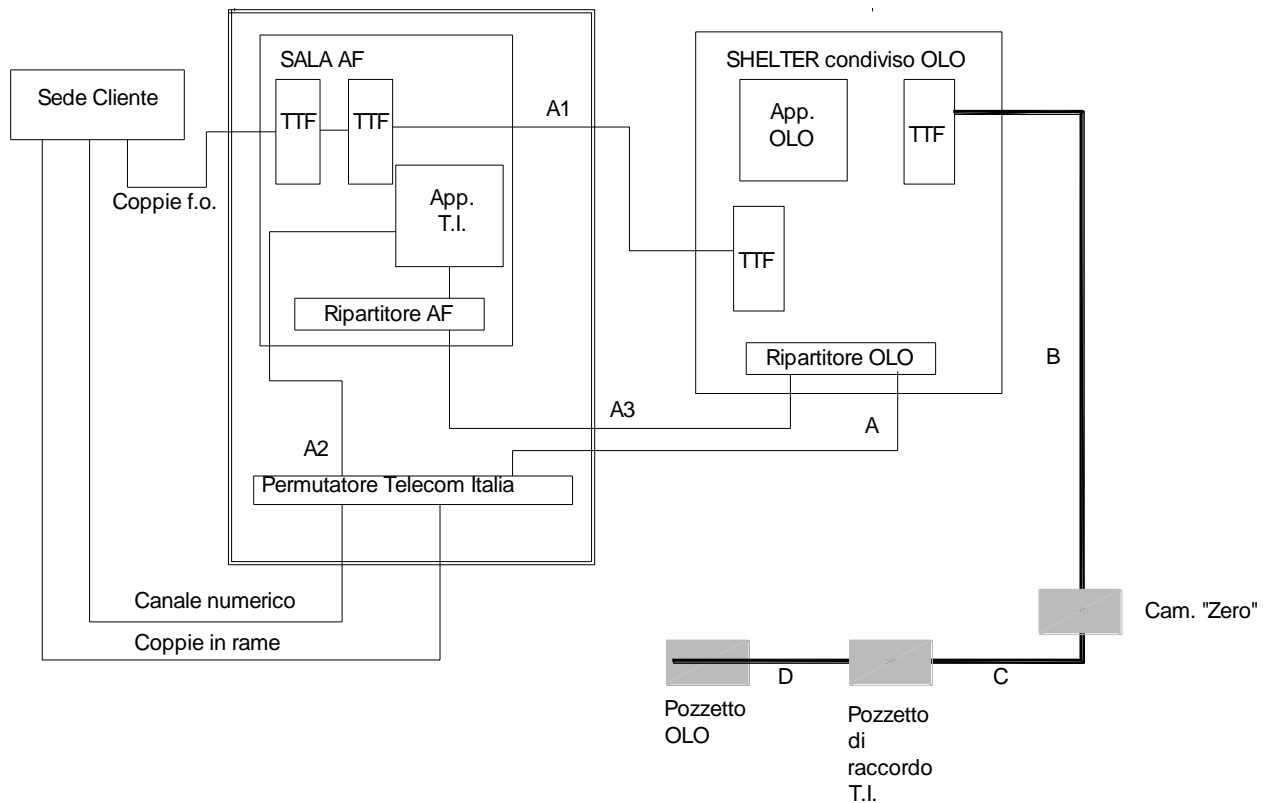 SALA AF
SHELTER condiviso OLO
Sede Cliente
TTF
TTF
A1
App.
OLO
TTF
Coppie f.o.
App.
T.I.
TTF
Ripartitore AF
Ripartitore OLO
B
A3
A
A2
Permutatore Telecom Italia
Canale numerico
Coppie in rame
Cam. "Zero"
D
C
Pozzetto
OLO
Pozzetto
di
raccordo
T.I.